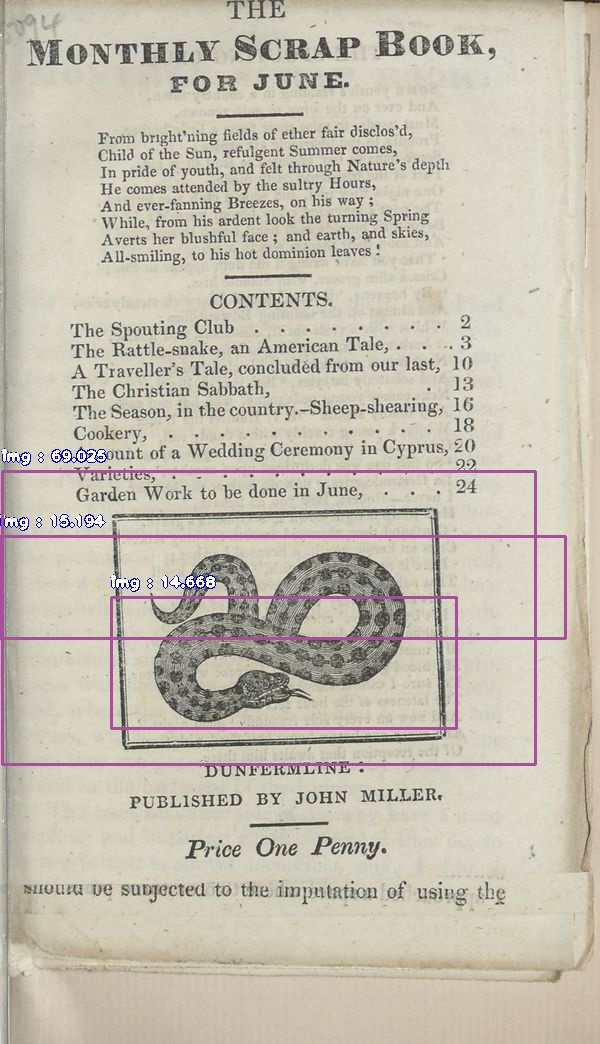 094
THE
MONTHLY SCRAP BOOK,
FOR JUNE.
From bright'ning fields of ether fair disclos'd,
Child of the Sun, refulgent Summer comes,
In pride of youth, and felt through Nature's depth
He comes attended by the sultry Hours,
And ever-fanning Breezes, on his way ;
While, from his ardent look the turning Spring
Averts her blushful face ; and earth, and skies,
All-smiling, to his hot dominion leaves !
CONTENTS.
The Spouting Club . . . . . . . . 2
The Rattle-snake, an American Tale, . . . . 3
A Traveller's Tale, concluded from our last, 10
The Christian Sabbath, . 13
The Season, in the country.-Sheep-shearing, 16
Cookery, . . . . . . . . . . . 18
Account of a Wedding Ceremony in Cyprus, 20
Varieties, . . . . . . . . . . 22
Garden Work to be done in June, . . . 24
img : 69.025
img : 15.194
img : 14.668
DUNFERMLINE :
PUBLISHED BY JOHN MILLER.
Price One Penny.
should be subjected to the imputation of using the